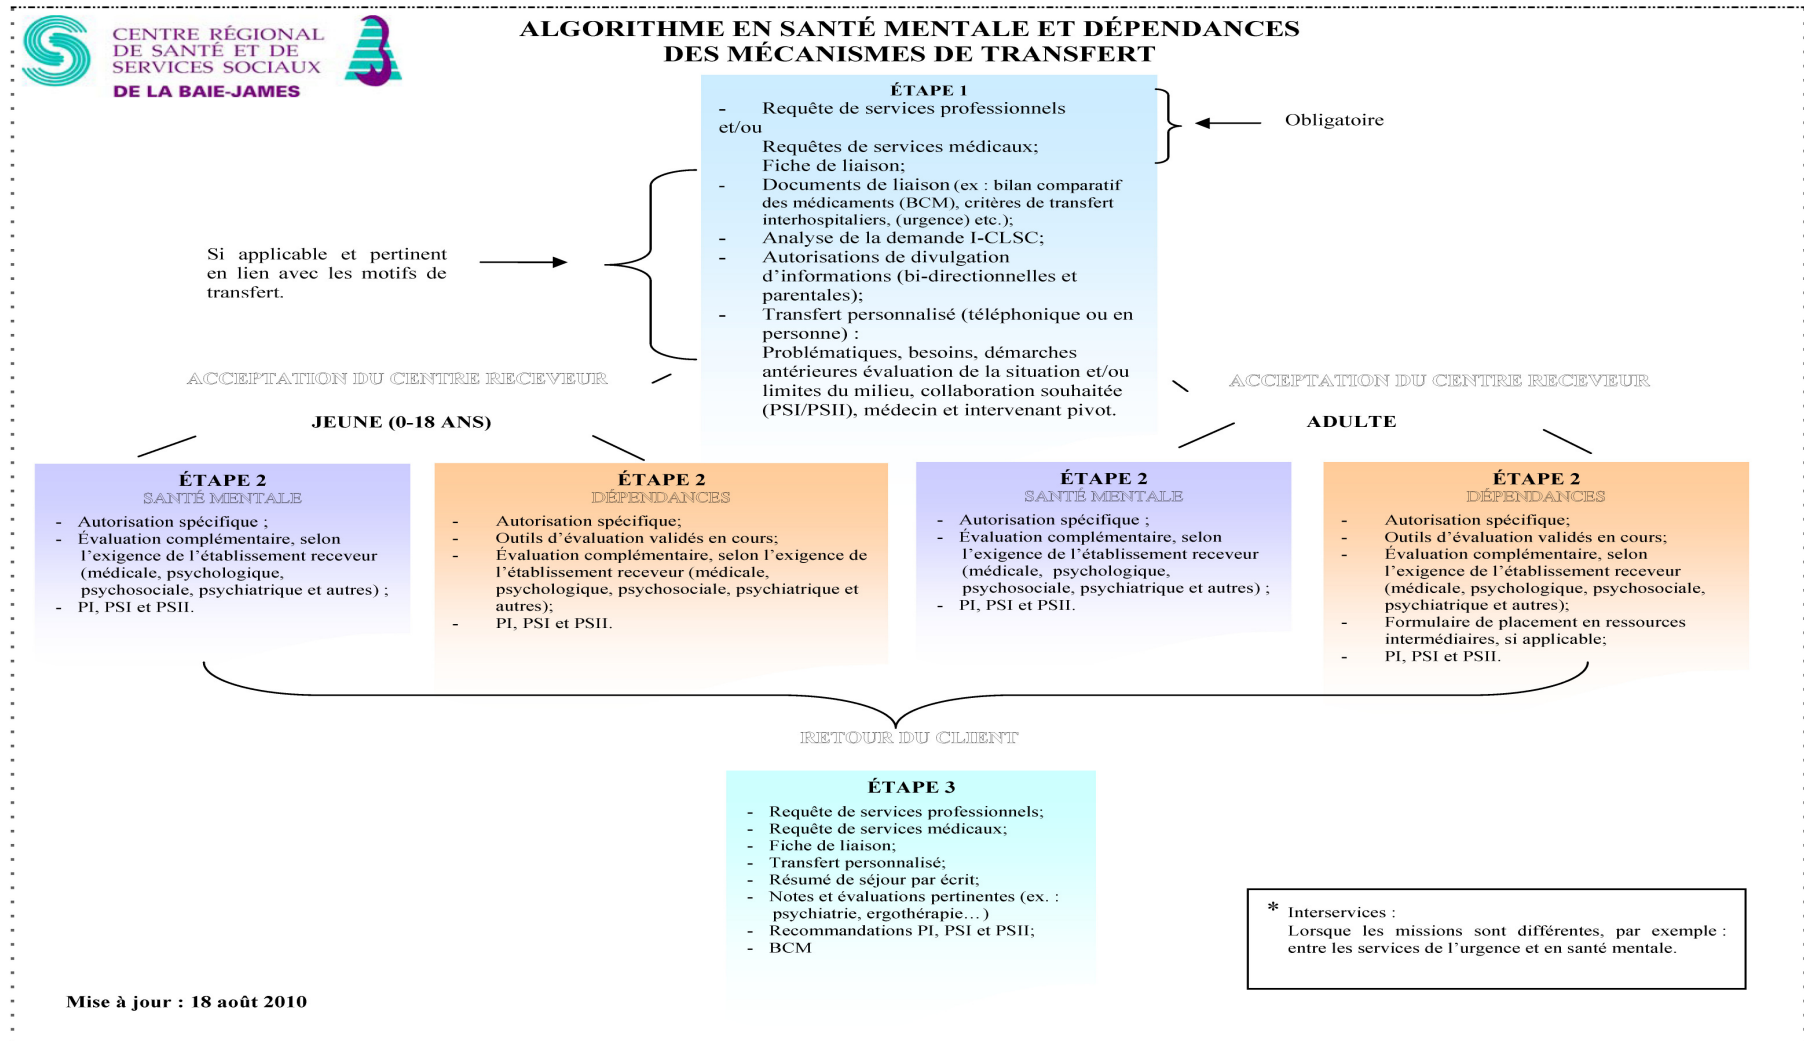 CENTRE RÉGIONAL
DE SANTÉ ET DE
SERVICES SOCIAUX
DE LA BAIE-JAMES
ALGORITHME EN SANTÉ MENTALE ET DÉPENDANCES
DES MÉCANISMES DE TRANSFERT
ÉTAPE 1
- Requête de services professionnels
et/ou
Requêtes de services médicaux;
Fiche de liaison;
- Documents de liaison (ex : bilan comparatif
des médicaments (BCM), critères de transfert
interhospitaliers, (urgence) etc.);
- Analyse de la demande I-CLSC;
- Autorisations de divulgation
d’informations (bi-directionnelles et
parentales);
- Transfert personnalisé (téléphonique ou en
personne) :
Problématiques, besoins, démarches
antérieures évaluation de la situation et/ou
limites du milieu, collaboration souhaitée
(PSI/PSII), médecin et intervenant pivot.
Obligatoire
Si applicable et pertinent
en lien avec les motifs de
transfert.
ACCEPTATION DU CENTRE RECEVEUR
JEUNE (0-18 ANS)
ACCEPTATION DU CENTRE RECEVEUR
ADULTE
ÉTAPE 2
SANTÉ MENTALE
- Autorisation spécifique ;
- Évaluation complémentaire, selon
l’exigence de l’établissement receveur
(médicale, psychologique,
psychosociale, psychiatrique et autres) ;
- PI, PSI et PSII.
ÉTAPE 2
DÉPENDANCES
- Autorisation spécifique;
- Outils d’évaluation validés en cours;
- Évaluation complémentaire, selon l’exigence de
l’établissement receveur (médicale,
psychologique, psychosociale, psychiatrique et
autres);
- PI, PSI et PSII.
ÉTAPE 2
SANTÉ MENTALE
- Autorisation spécifique ;
- Évaluation complémentaire, selon
l’exigence de l’établissement receveur
(médicale, psychologique,
psychosociale, psychiatrique et autres) ;
- PI, PSI et PSII.
ÉTAPE 2
DÉPENDANCES
- Autorisation spécifique;
- Outils d’évaluation validés en cours;
- Évaluation complémentaire, selon
l’exigence de l’établissement receveur
(médicale, psychologique, psychosociale,
psychiatrique et autres);
- Formulaire de placement en ressources
intermédiaires, si applicable;
- PI, PSI et PSII.
RETOUR DU CLIENT
ÉTAPE 3
- Requête de services professionnels;
- Requête de services médicaux;
- Fiche de liaison;
- Transfert personnalisé;
- Résumé de séjour par écrit;
- Notes et évaluations pertinentes (ex. :
psychiatrie, ergothérapie…)
- Recommandations PI, PSI et PSII;
- BCM
* Interservices :
Lorsque les missions sont différentes, par exemple :
entre les services de l’urgence et en santé mentale.
Mise à jour : 18 août 2010